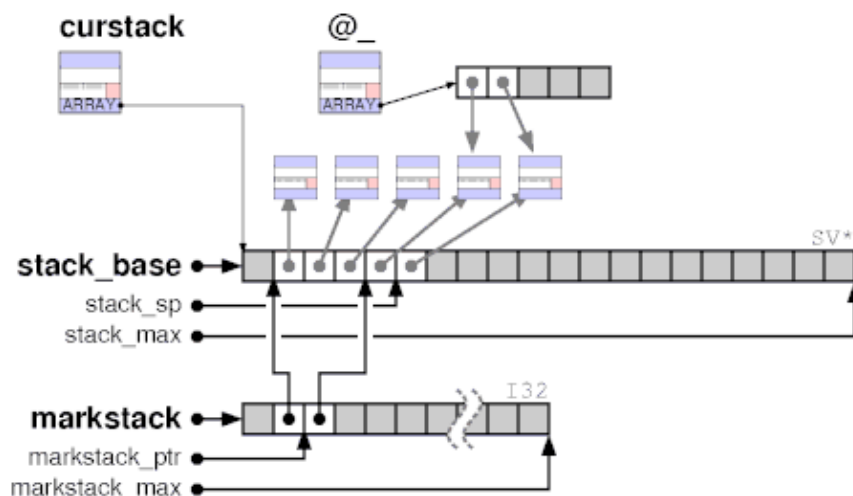 curstack @_
ARRAY ARRAY
SV*
stack_base
stack_sp
stack_max
I32
markstack
markstack_ptr
markstack_max